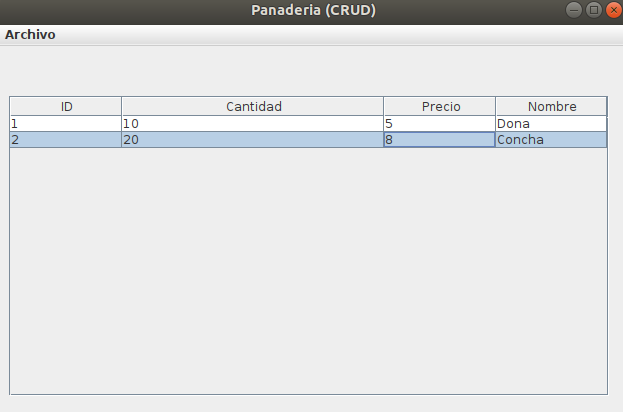 Panaderia (CRUD)
Archivo
ID Cantidad Precio Nombre
1 10 5 Dona
2 20 8 Concha